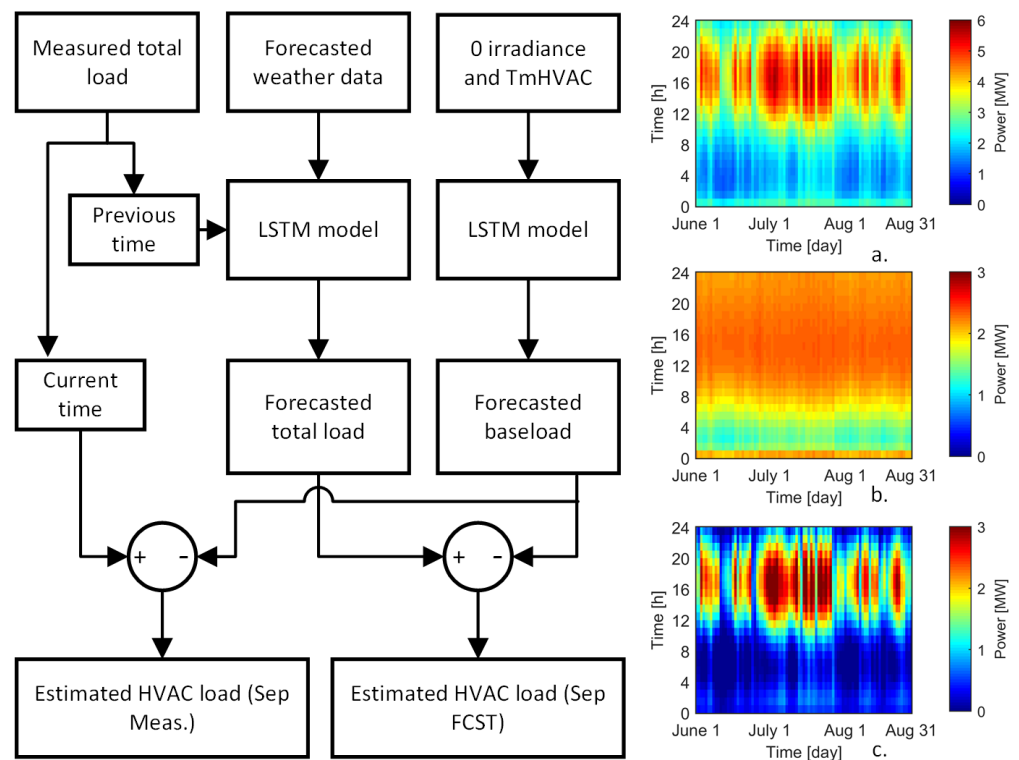 Measured total
load
Forecasted
weather data
0 irradiance
and TmHVAC
Previous
time
LSTM model
LSTM model
Current
time
Forecasted
total load
Forecasted
baseload
+
-
+
-
Estimated HVAC load (Sep
Meas.)
Estimated HVAC load (Sep
FCST)
24
20
16
12
8
4
0
Time [h]
June 1
July 1
Aug 1
Aug 31
Time [day]
a.
6
5
4
3
2
1
0
Power [MW]
24
20
16
12
8
4
0
Time [h]
June 1
July 1
Aug 1
Aug 31
Time [day]
b.
3
2
1
0
Power [MW]
24
20
16
12
8
4
0
Time [h]
June 1
July 1
Aug 1
Aug 31
Time [day]
c.
3
2
1
0
Power [MW]